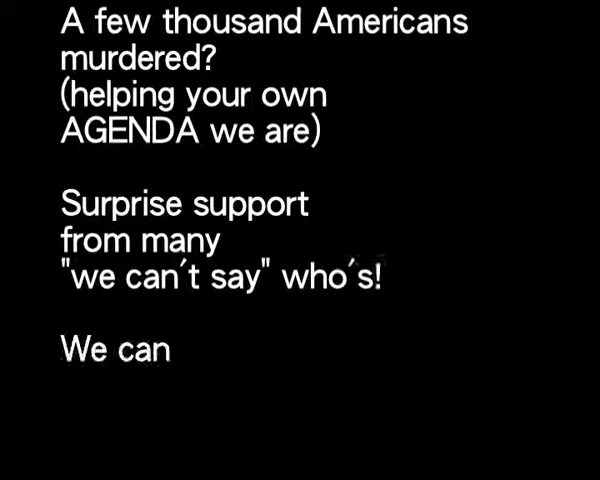 A few thousand Americans
murdered?
(helping your own
AGENDA we are)
Surprise support
from many
"we can't say" who's!
We can